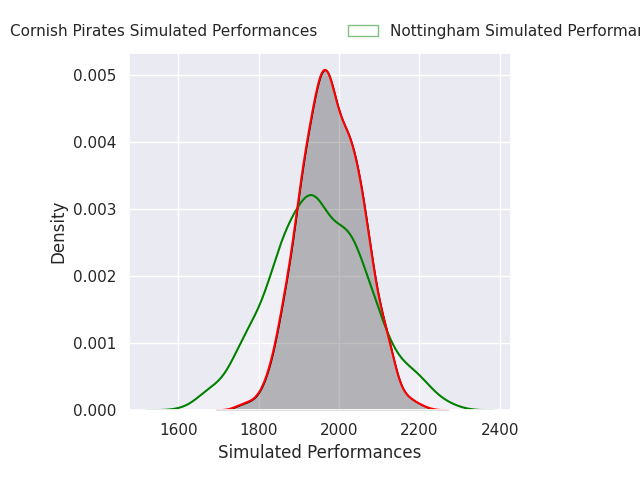 Cornish Pirates Simulated Performances Nottingham Simulated
0.005
0.004
0.003
0.002
0.001
0.000
Density
1600 1800 2000 2200 2400
Simulated Performances